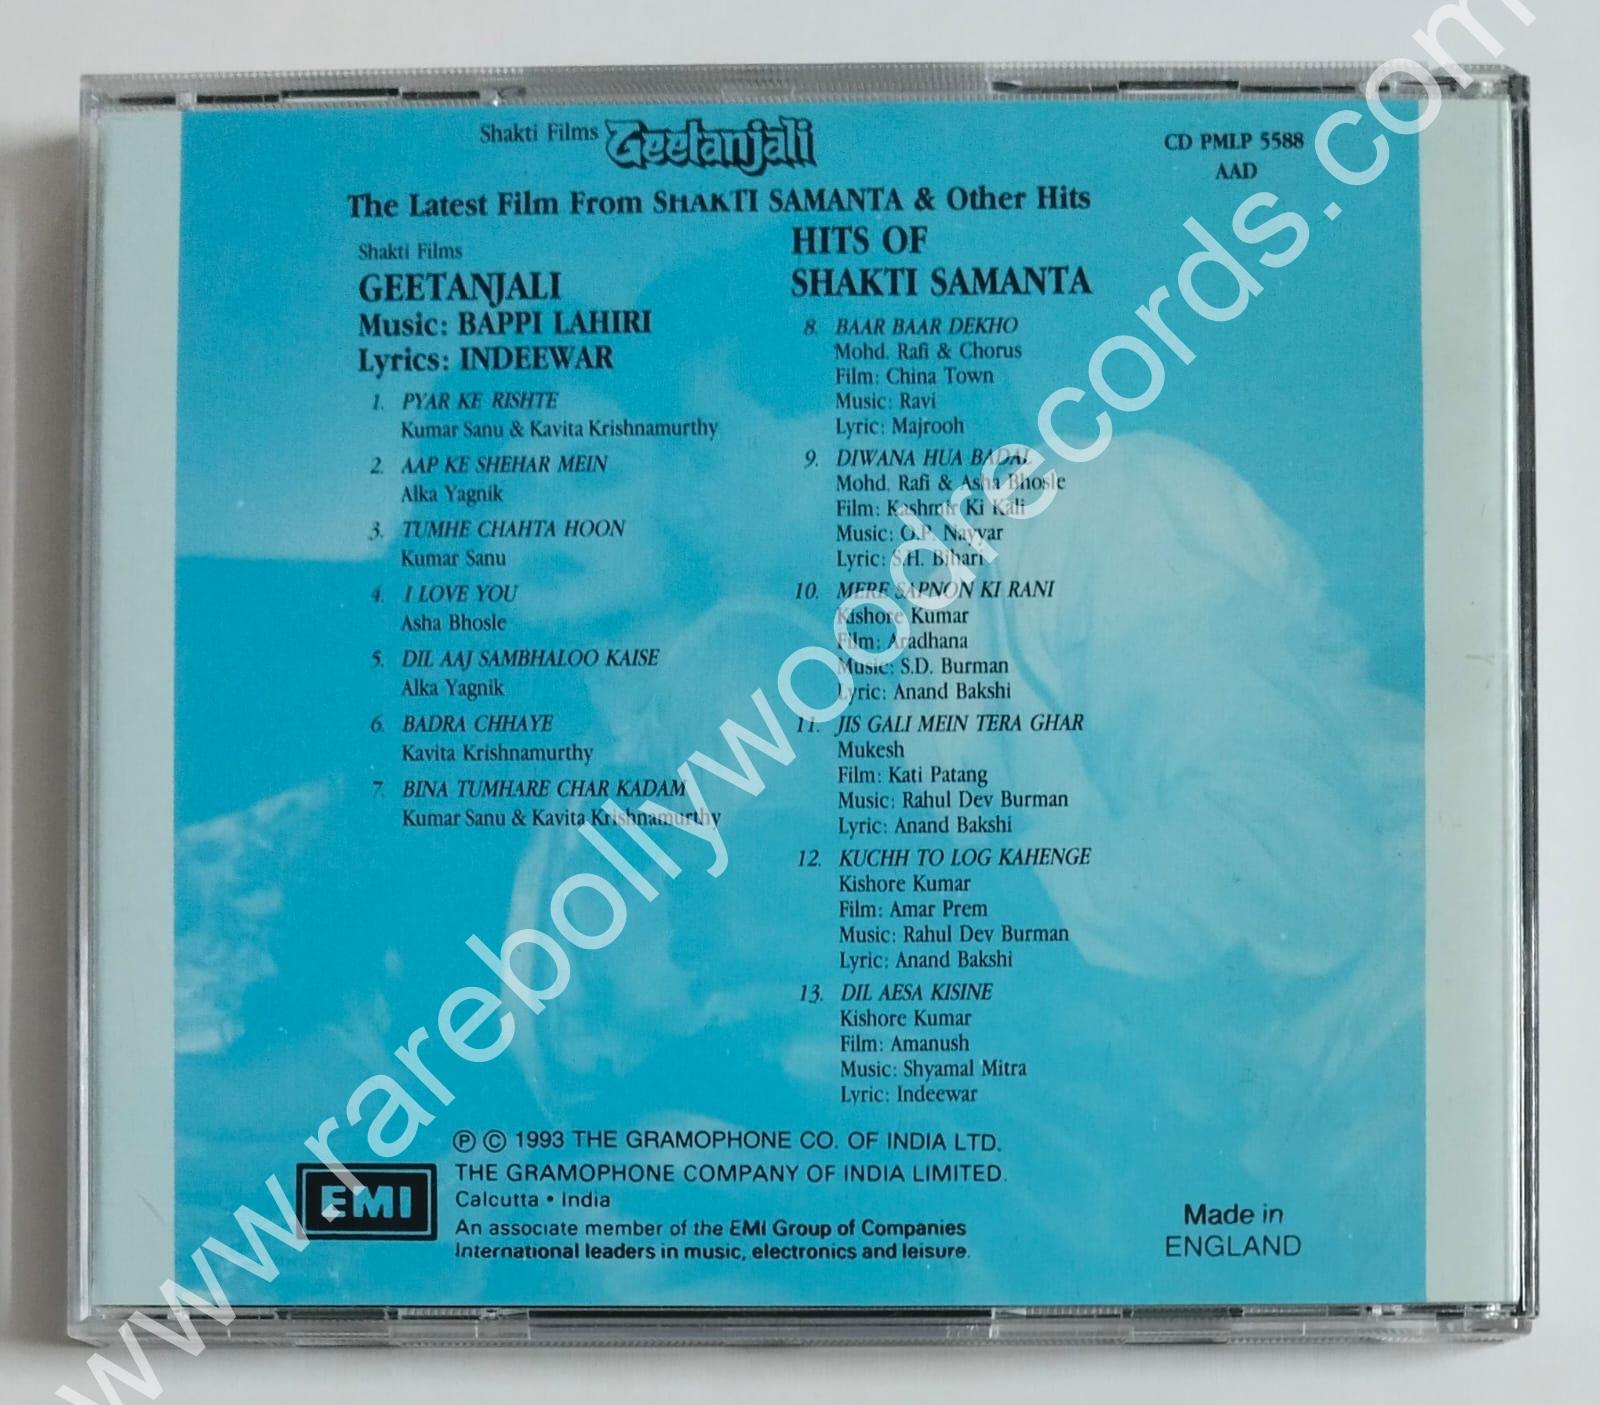 Shakti Films Geetanjali
CD PMLP 5588
AAD
The Latest Film From SHAKTI SAMANTA & Other Hits
Shakti Films
GEETANJALI
Music: BAPPI LAHIRI
Lyrics: INDEEWAR
1. PYAR KE RISHTE
Kumar Sanu & Kavita Krishnamurthy
2. AAP KE SHEHAR MEIN
Alka Yagnik
3. TUMHE CHAHTA HOON
Kumar Sanu
4. I LOVE YOU
Asha Bhosle
5. DIL AAJ SAMBHALOO KAISE
Alka Yagnik
6. BADRA CHHAYE
Kavita Krishnamurthy
7. BINA TUMHARE CHAR KADAM
Kumar Sanu & Kavita Krishnamurthy
HITS OF
SHAKTI SAMANTA
8. BAAR BAAR DEKHO
Mohd. Rafi & Chorus
Film: China Town
Music: Ravi
Lyric: Majrooh
9. DIWANA HUA BADAL
Mohd. Rafi & Asha Bhosle
Film: Kashmir Ki Kali
Music: O.P. Nayyar
Lyric: S.H. Bihari
10. MERE SAPNON KI RANI
Kishore Kumar
Film: Aradhana
Music: S.D. Burman
Lyric: Anand Bakshi
11. JIS GALI MEIN TERA GHAR
Mukesh
Film: Kati Patang
Music: Rahul Dev Burman
Lyric: Anand Bakshi
12. KUCHH TO LOG KAHENGE
Kishore Kumar
Film: Amar Prem
Music: Rahul Dev Burman
Lyric: Anand Bakshi
13. DIL AESA KISINE
Kishore Kumar
Film: Amanush
Music: Shyamal Mitra
Lyric: Indeewar
℗ © 1993 THE GRAMOPHONE CO. OF INDIA LTD.
THE GRAMOPHONE COMPANY OF INDIA LIMITED.
Calcutta • India
An associate member of the EMI Group of Companies
International leaders in music, electronics and leisure.
EMI
Made in
ENGLAND
www.rarebollywoodrecords.com